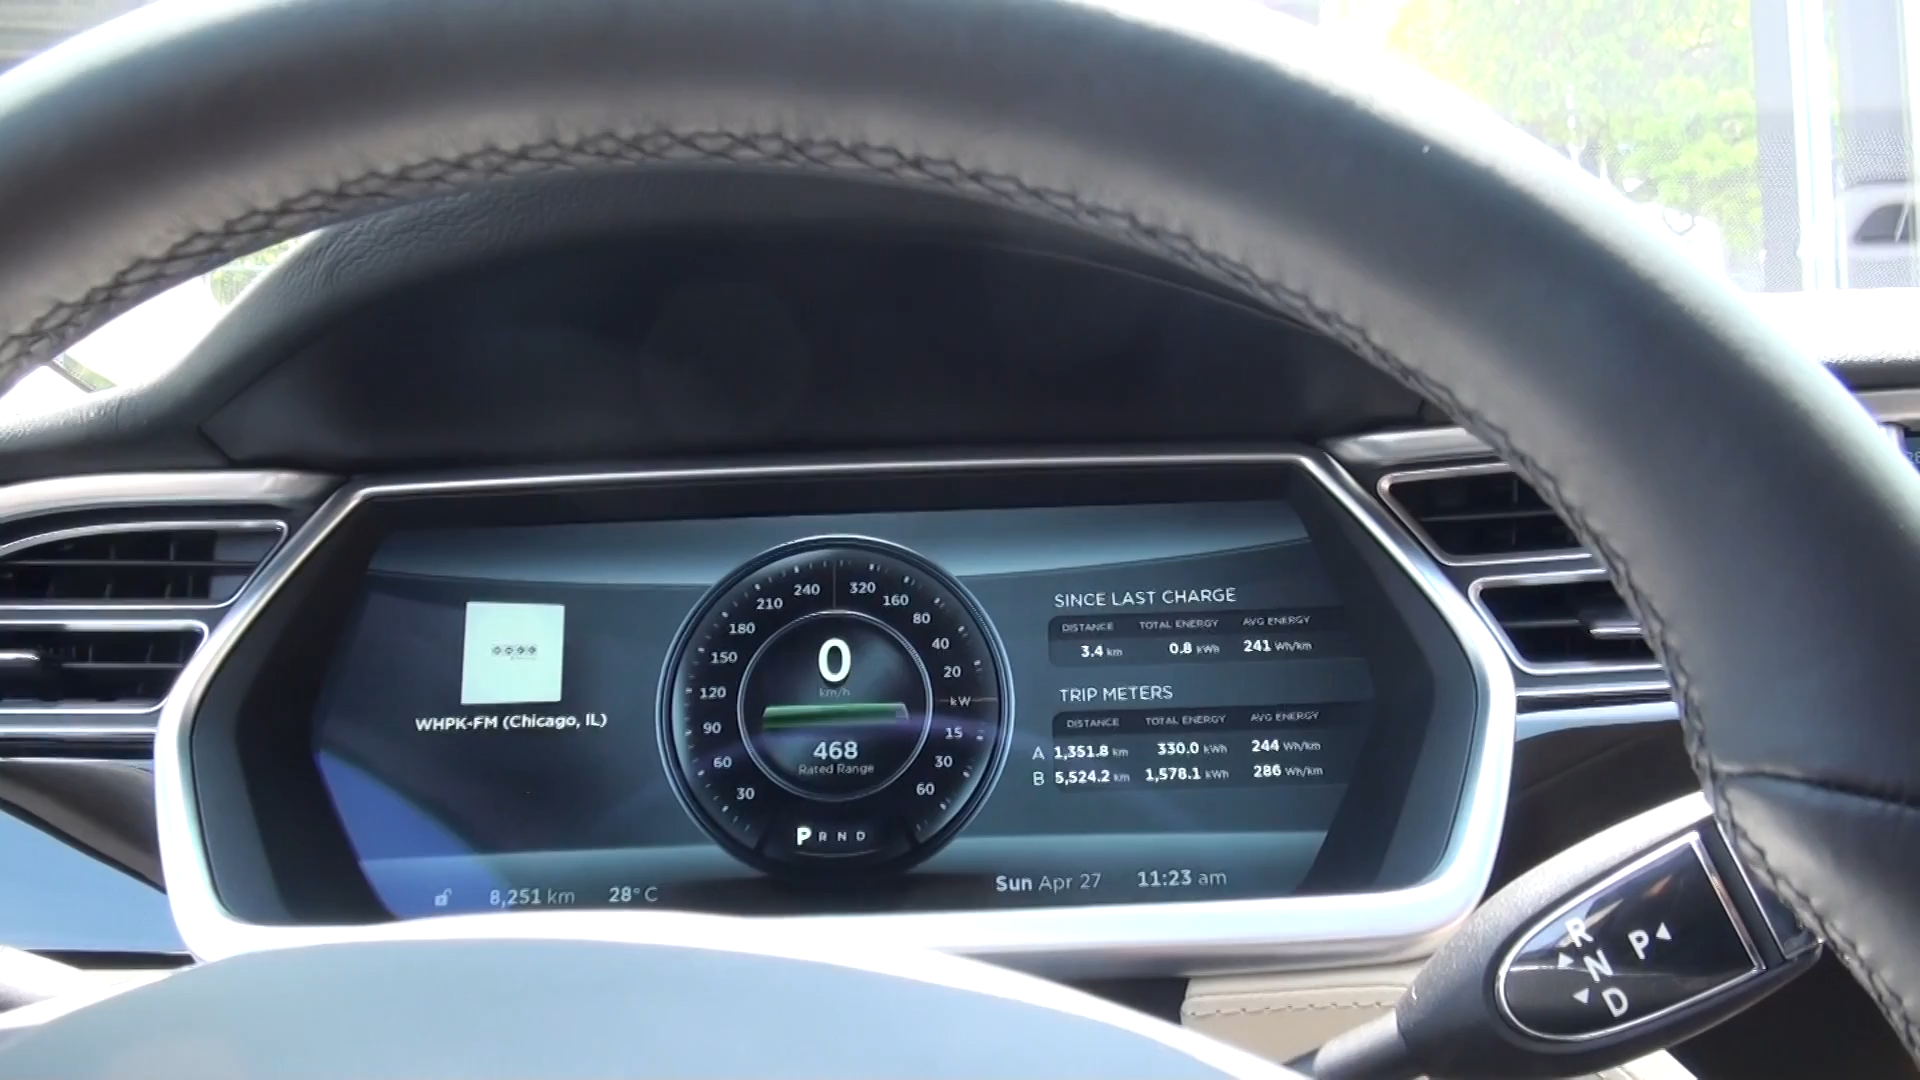 WHPK-FM (Chicago, IL)
8,251 km 28° C
240 320
210 160
180 80
150 40
120 20
90 kW
60 15
30 30
60
0
km/h
468
Rated Range
P R N D
SINCE LAST CHARGE
DISTANCE TOTAL ENERGY AVG ENERGY
3.4 km 0.8 kWh 241 Wh/km
TRIP METERS
DISTANCE TOTAL ENERGY AVG ENERGY
A 1,351.8 km 330.0 kWh 244 Wh/km
B 5,524.2 km 1,578.1 kWh 286 Wh/km
Sun Apr 27 11:23 am
R
N P
D